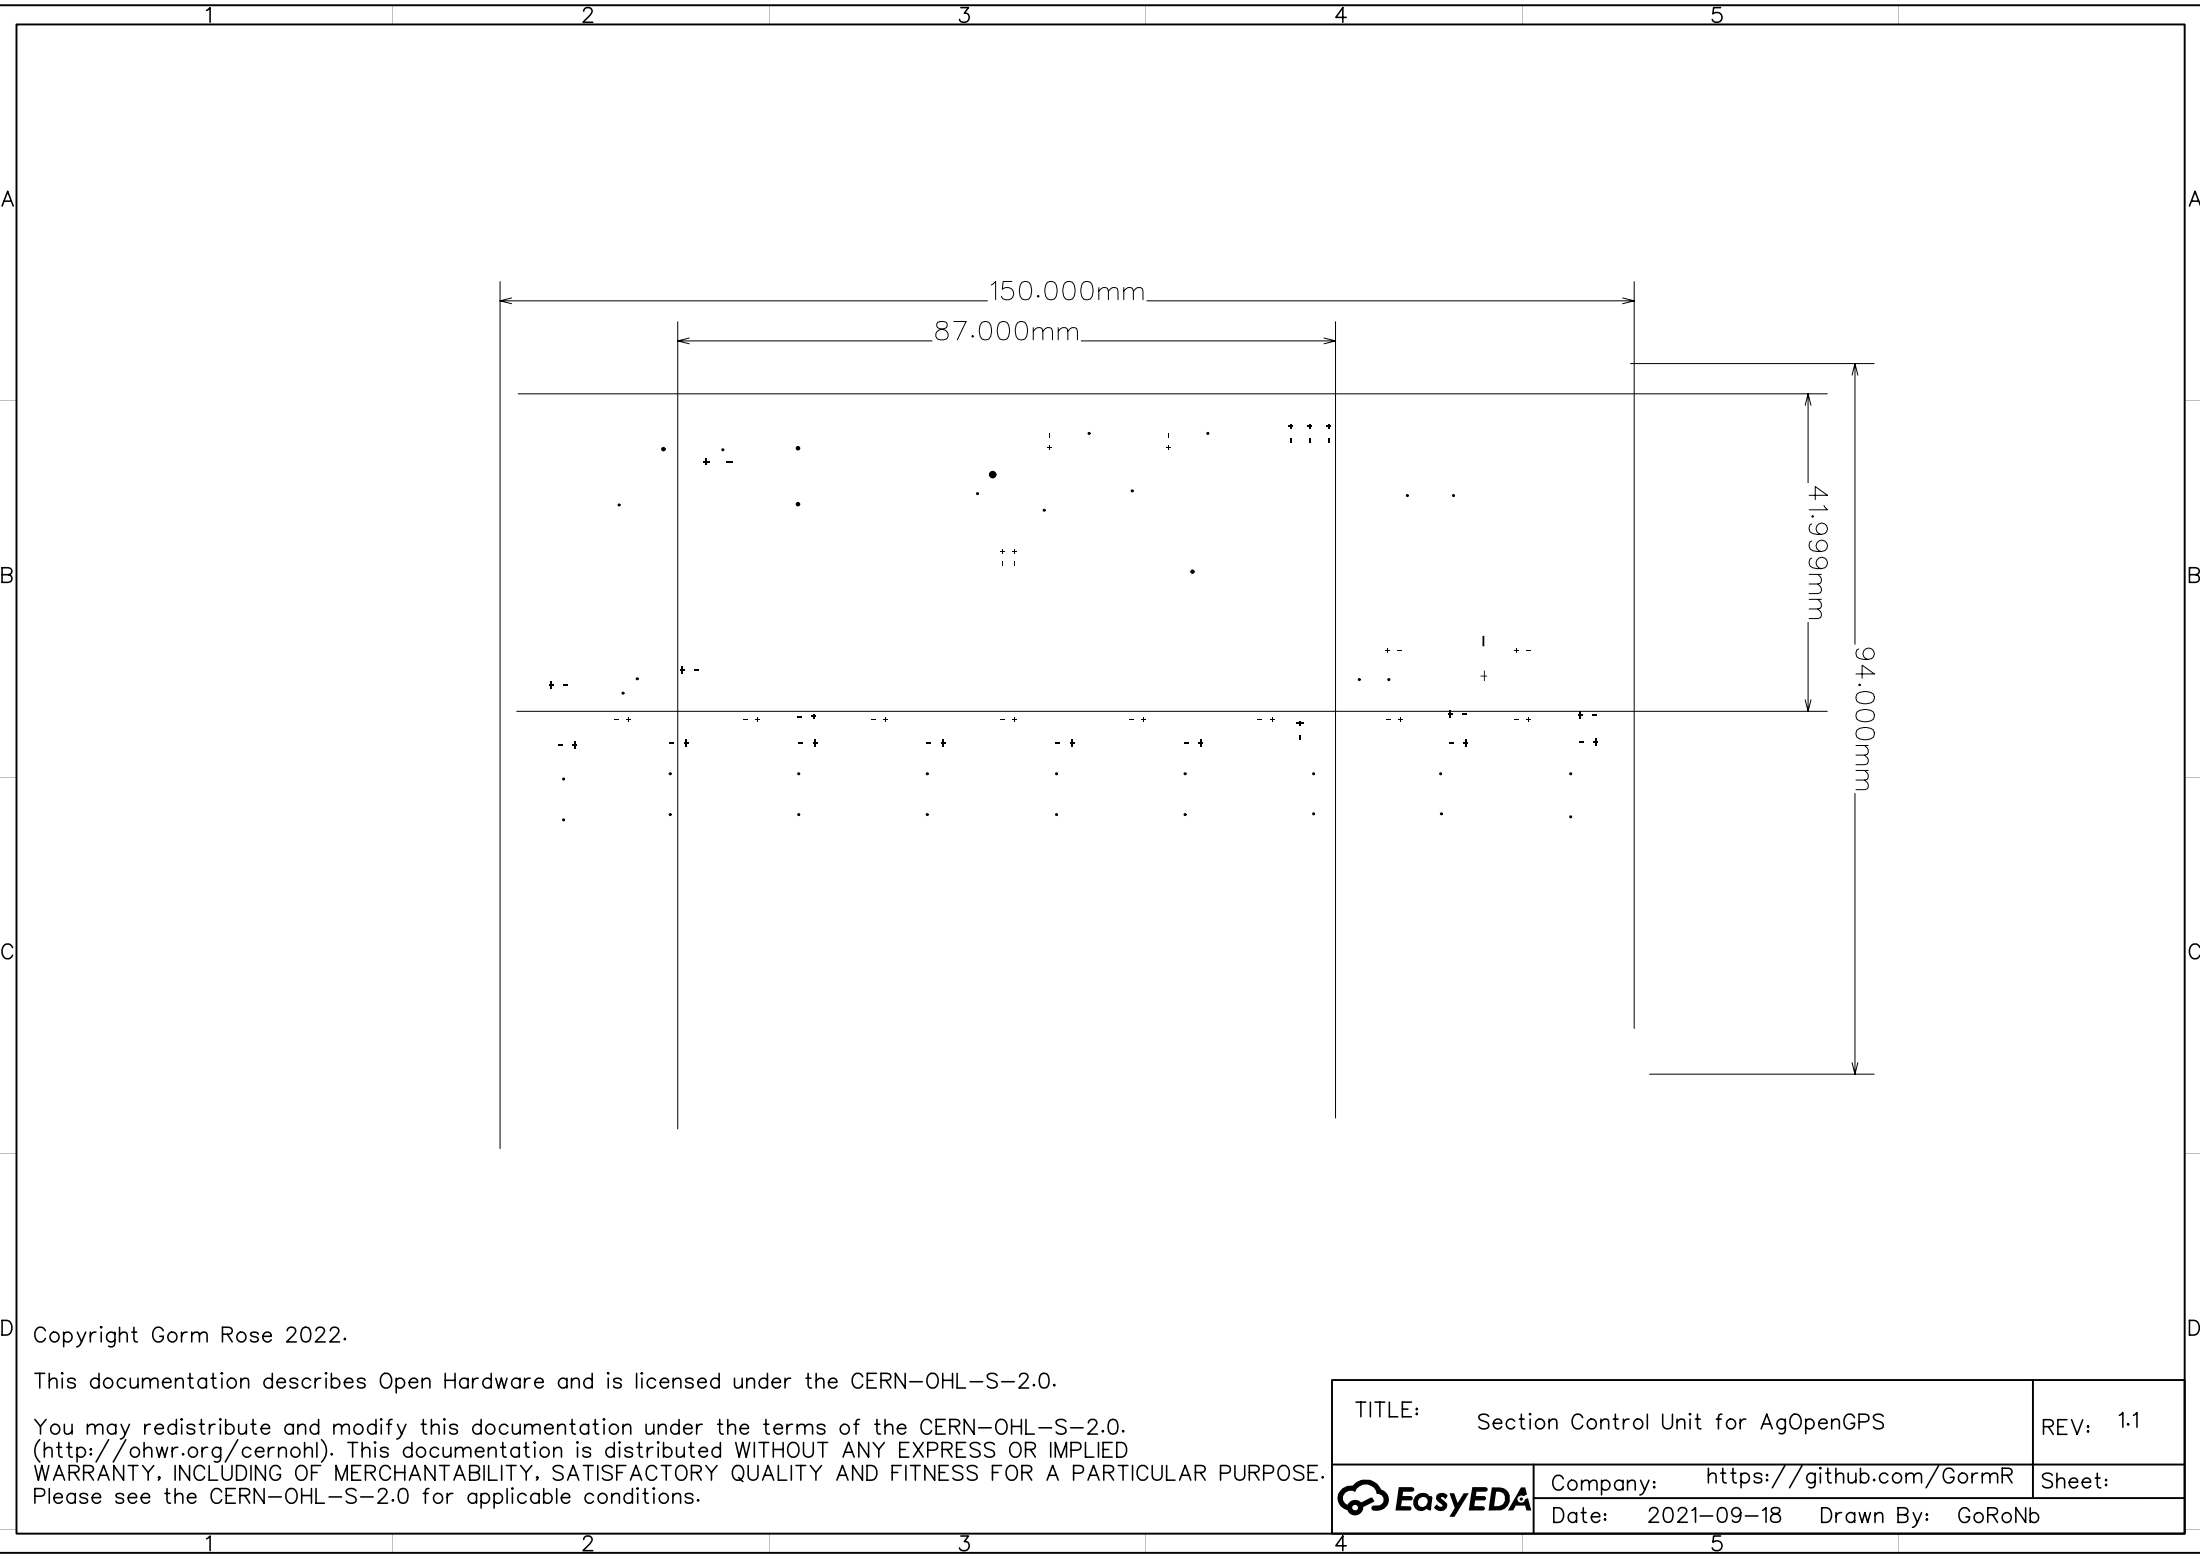 1 2 3 4 5
A A
150.000mm
87.000mm
41.999mm
B B
94.000mm
C C
D D
Copyright Gorm Rose 2022.
This documentation describes Open Hardware and is licensed under the CERN-OHL-S-2.0.
You may redistribute and modify this documentation under the terms of the CERN-OHL-S-2.0.
(http://ohwr.org/cernohl). This documentation is distributed WITHOUT ANY EXPRESS OR IMPLIED
WARRANTY, INCLUDING OF MERCHANTABILITY, SATISFACTORY QUALITY AND FITNESS FOR A PARTICULAR PURPOSE.
Please see the CERN-OHL-S-2.0 for applicable conditions.
TITLE: Section Control Unit for AgOpenGPS
REV: 1.1
EasyEDA
Company: https://github.com/GormR
Sheet:
Date: 2021-09-18 Drawn By: GoRoNb
1 2 3 4 5